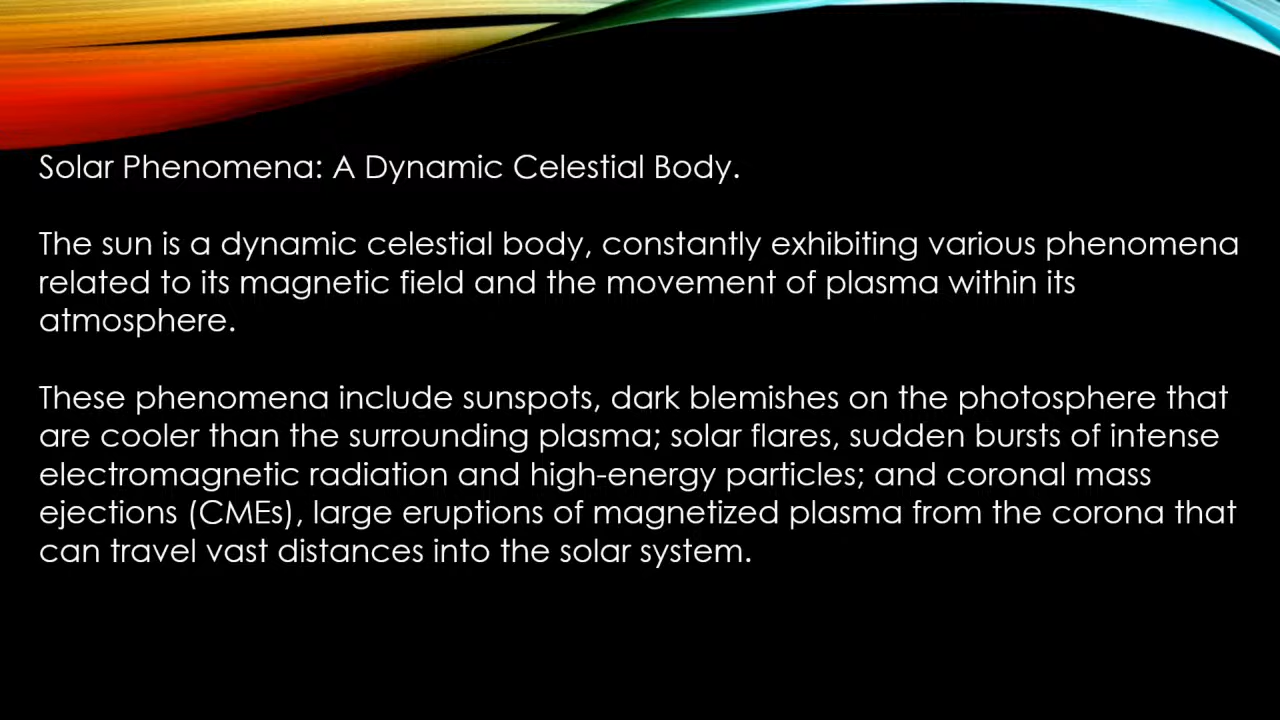 Solar Phenomena: A Dynamic Celestial Body.
The sun is a dynamic celestial body, constantly exhibiting various phenomena
related to its magnetic field and the movement of plasma within its
atmosphere.
These phenomena include sunspots, dark blemishes on the photosphere that
are cooler than the surrounding plasma; solar flares, sudden bursts of intense
electromagnetic radiation and high-energy particles; and coronal mass
ejections (CMEs), large eruptions of magnetized plasma from the corona that
can travel vast distances into the solar system.